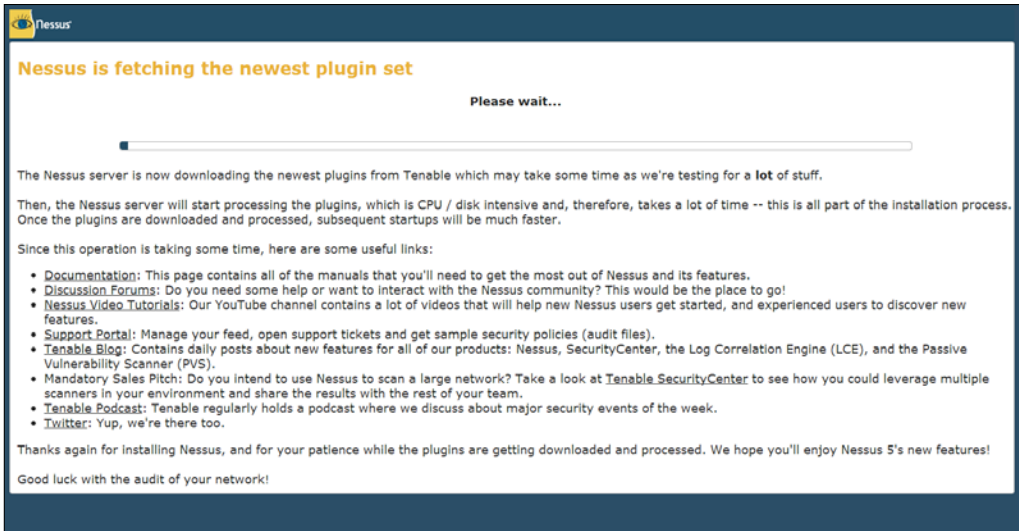 Nessus
Nessus is fetching the newest plugin set
Please wait...
The Nessus server is now downloading the newest plugins from Tenable which may take some time as we're testing for a lot of stuff.
Then, the Nessus server will start processing the plugins, which is CPU / disk intensive and, therefore, takes a lot of time -- this is all part of the installation process.
Once the plugins are downloaded and processed, subsequent startups will be much faster.
Since this operation is taking some time, here are some useful links:
• Documentation: This page contains all of the manuals that you'll need to get the most out of Nessus and its features.
• Discussion Forums: Do you need some help or want to interact with the Nessus community? This would be the place to go!
• Nessus Video Tutorials: Our YouTube channel contains a lot of videos that will help new Nessus users get started, and experienced users to discover new
features.
• Support Portal: Manage your feed, open support tickets and get sample security policies (audit files).
• Tenable Blog: Contains daily posts about new features for all of our products: Nessus, SecurityCenter, the Log Correlation Engine (LCE), and the Passive
Vulnerability Scanner (PVS).
• Mandatory Sales Pitch: Do you intend to use Nessus to scan a large network? Take a look at Tenable SecurityCenter to see how you could leverage multiple
scanners in your environment and share the results with the rest of your team.
• Tenable Podcast: Tenable regularly holds a podcast where we discuss about major security events of the week.
• Twitter: Yup, we're there too.
Thanks again for installing Nessus, and for your patience while the plugins are getting downloaded and processed. We hope you'll enjoy Nessus 5's new features!
Good luck with the audit of your network!